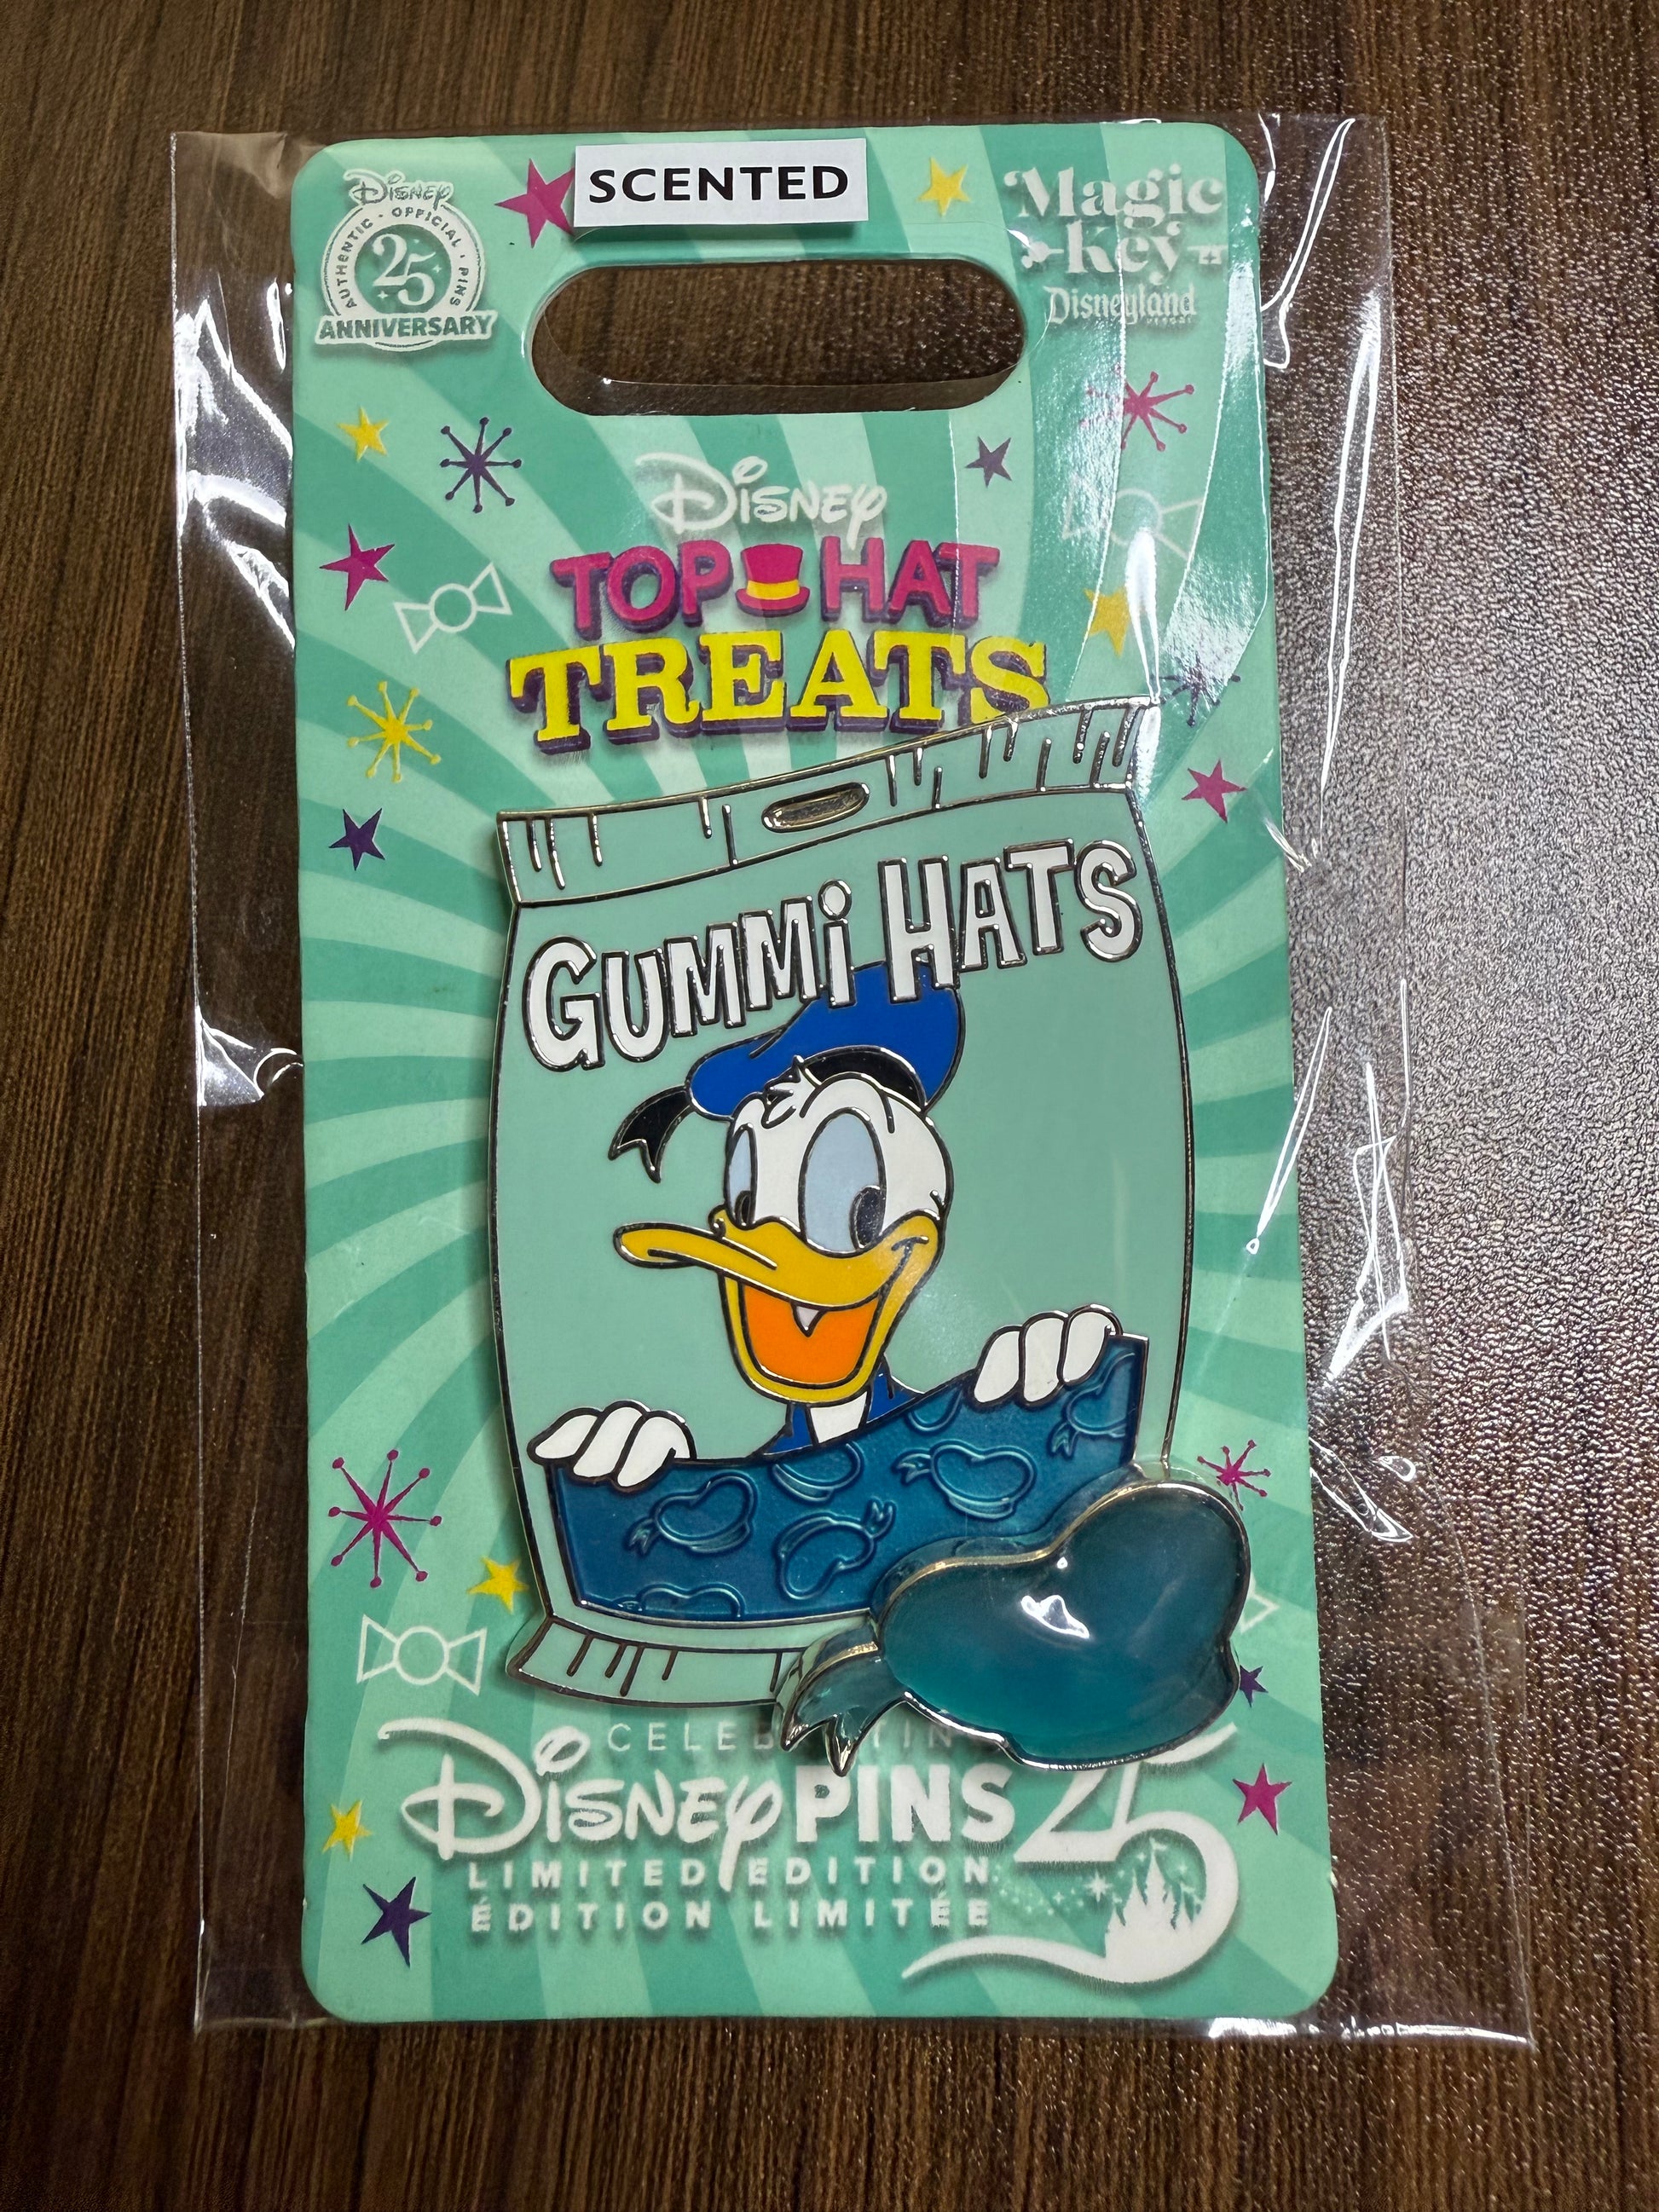 SCENTED
Disney
AUTHENTIC · OFFICIAL · PINS
25
ANNIVERSARY
Magic
Key
Disneyland
RESORT
Disney
TOP HAT
TREATS
GUMMi HATS
DISNEY PINS 25
LIMITED EDITION
ÉDITION LIMITÉE